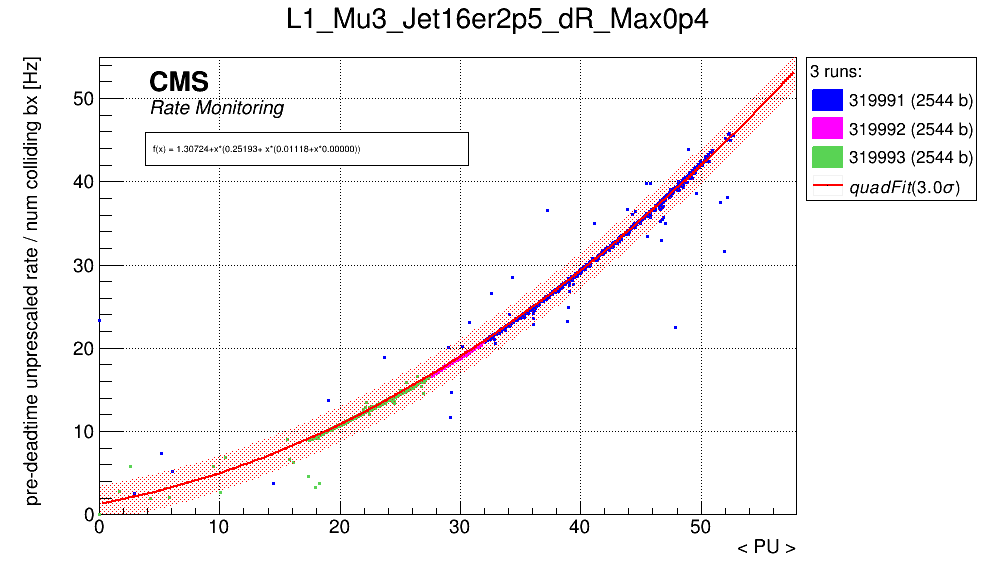 L1_Mu3_Jet16er2p5_dR_Max0p4
pre-deadtime unprescaled rate / num colliding bx [Hz]
CMS
Rate Monitoring
f(x) = 1.30724+x*(0.25193+ x*(0.01118+x*0.00000))
3 runs:
319991 (2544 b)
319992 (2544 b)
319993 (2544 b)
quadFit(3.0σ)
50
40
30
20
10
0
0 10 20 30 40 50
< PU >